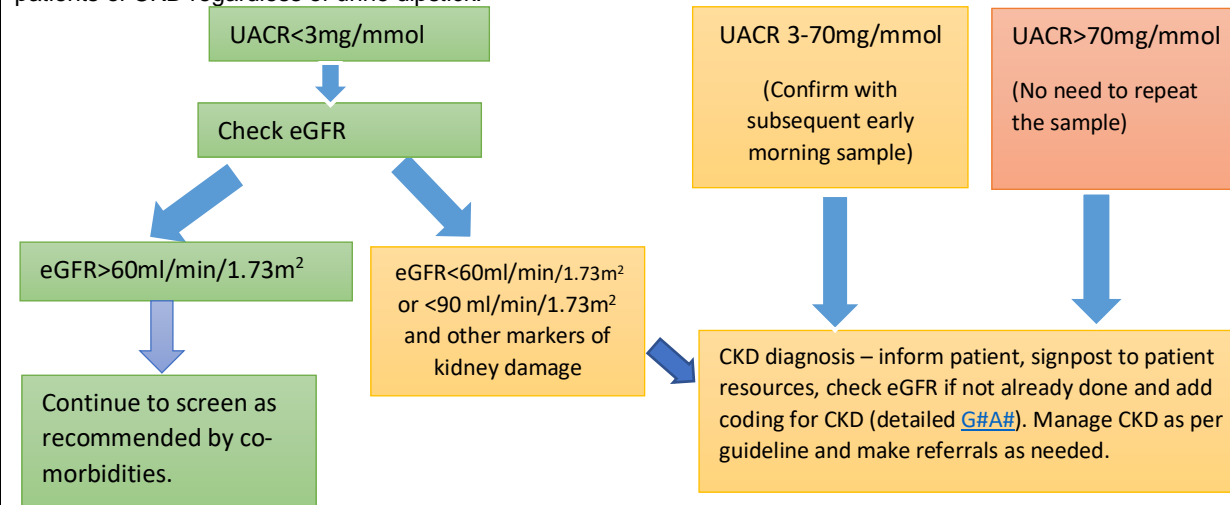 UACR<3mg/mmol
Check eGFR
eGFR>60ml/min/1.73m²
Continue to screen as
recommended by co-
morbidities.
eGFR<60ml/min/1.73m²
or <90 ml/min/1.73m²
and other markers of
kidney damage
UACR 3-70mg/mmol
(Confirm with
subsequent early
morning sample)
UACR>70mg/mmol
(No need to repeat
the sample)
CKD diagnosis – inform patient, signpost to patient
resources, check eGFR if not already done and add
coding for CKD (detailed G#A#). Manage CKD as per
guideline and make referrals as needed.